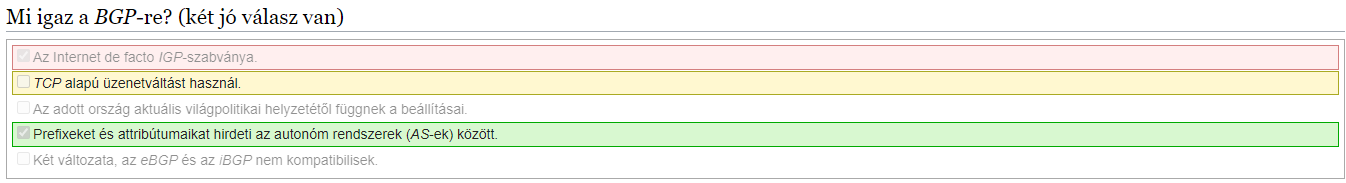 Mi igaz a BGP-re? (két jó válasz van)
Az Internet de facto IGP-szabványa.
TCP alapú üzenetváltást használ.
Az adott ország aktuális világpolitikai helyzetétől függnek a beállításai.
Prefixeket és attribútumaikat hirdeti az autonóm rendszerek (AS-ek) között.
Két változata, az eBGP és az iBGP nem kompatibilisek.